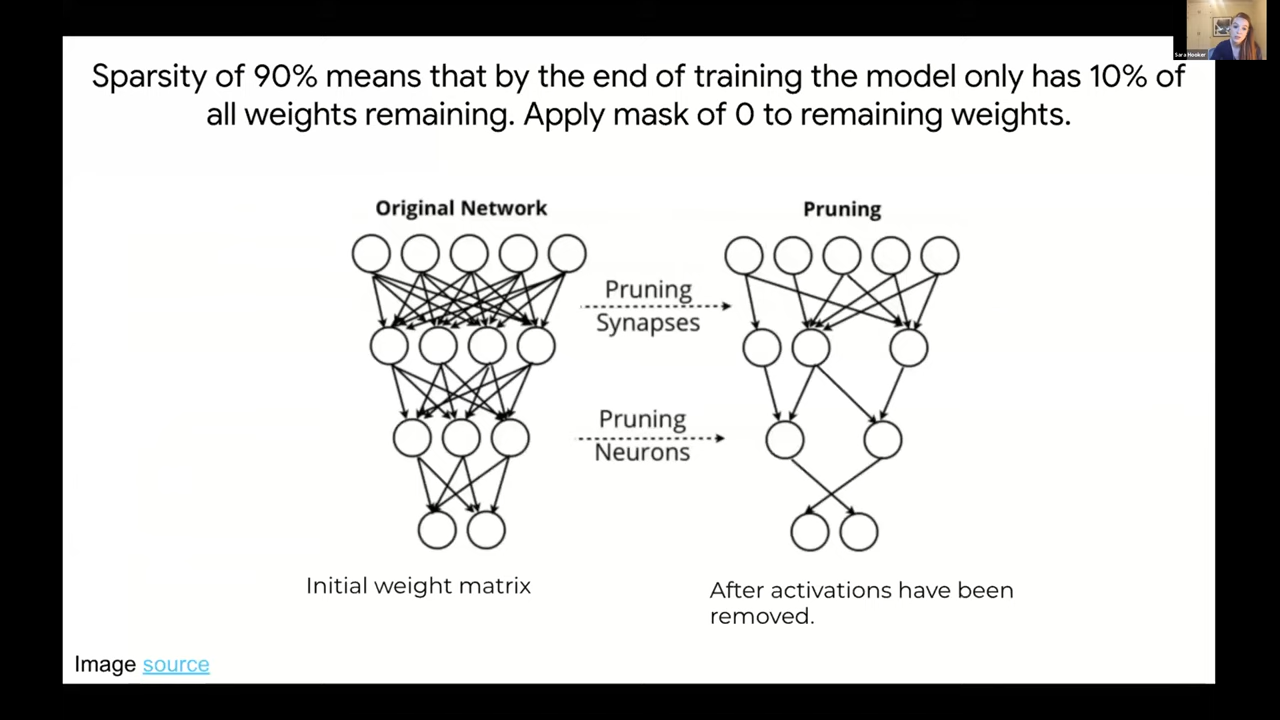 Sara Hooker
Sparsity of 90% means that by the end of training the model only has 10% of
all weights remaining. Apply mask of 0 to remaining weights.
Original Network
Pruning
Pruning
Synapses
Pruning
Neurons
Initial weight matrix
After activations have been
removed.
Image source